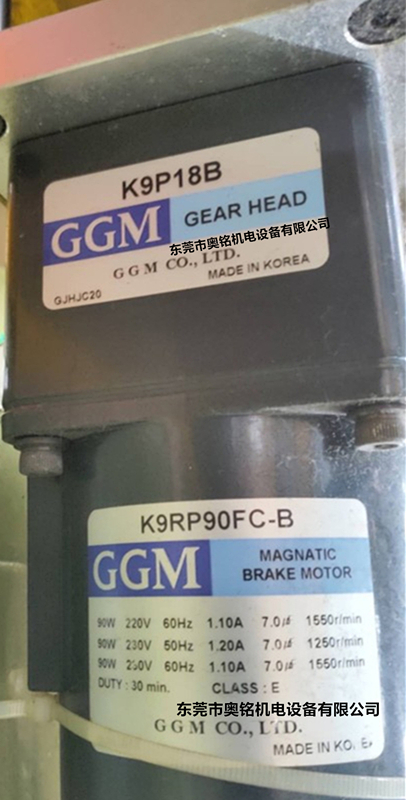 K9P18B
GGM GEAR HEAD
东莞市奥铭机电设备有限公司
GGM CO., LTD.
GJHJC20 MADE IN KOREA
K9RP90FC-B
GGM MAGNATIC
BRAKE MOTOR
90W 220V 60Hz 1.10A 7.0㎌ 1550r/min
90W 230V 50Hz 1.20A 7.0㎌ 1250r/min
90W 230V 60Hz 1.10A 7.0㎌ 1550r/min
DUTY : 30 min. CLASS : E
东莞市奥铭机电设备有限公司
GGM CO., LTD.
MADE IN